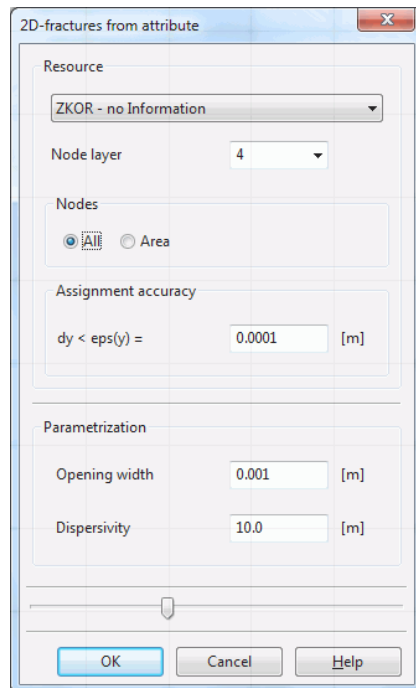 2D-fractures from attribute
Resource
ZKOR - no Information
Node layer 4
Nodes
All Area
Assignment accuracy
dy < eps(y) = 0.0001 [m]
Parametrization
Opening width 0.001 [m]
Dispersivity 10.0 [m]
OK Cancel Help